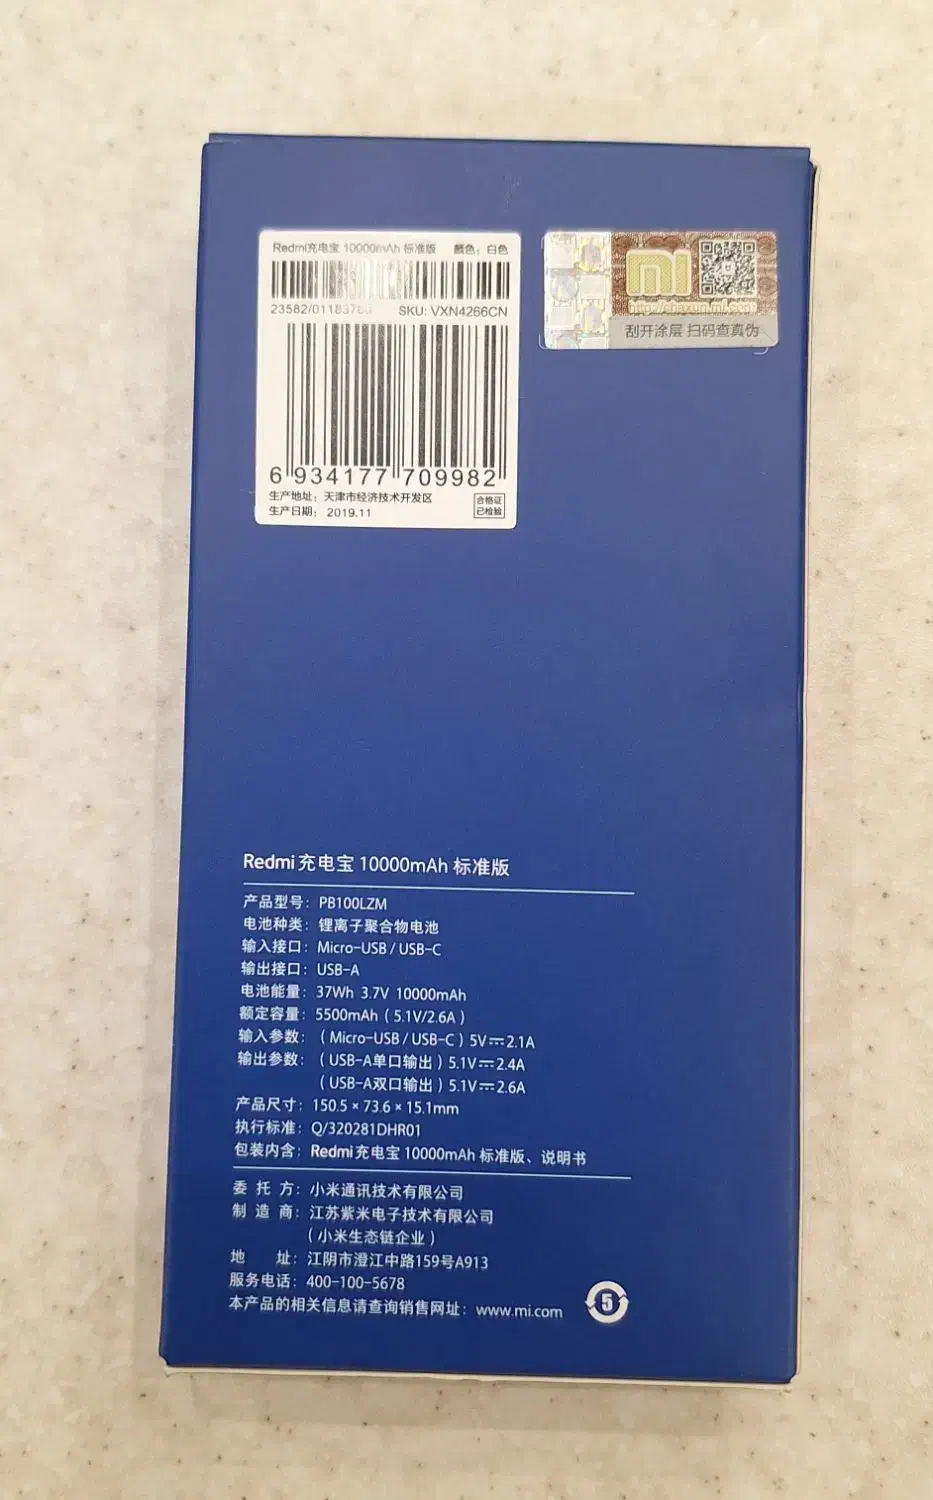 Redmi充电宝 10000mAh 标准版 颜色：白色
23582/01183760 SKU: VXN4266CN
6 934177 709982
生产地址：天津市经济技术开发区
生产日期：2019.11
合格证
已检验
mi
http://chaxun.mi.com
刮开涂层 扫码查真伪
Redmi充电宝 10000mAh 标准版
产品型号：PB100LZM
电池种类：锂离子聚合物电池
输入接口：Micro-USB / USB-C
输出接口：USB-A
电池能量：37Wh 3.7V 10000mAh
额定容量：5500mAh（5.1V/2.6A）
输入参数：（Micro-USB / USB-C）5V⎓2.1A
输出参数：（USB-A单口输出）5.1V⎓2.4A
（USB-A双口输出）5.1V⎓2.6A
产品尺寸：150.5 × 73.6 × 15.1mm
执行标准：Q/320281DHR01
包装内含：Redmi充电宝 10000mAh 标准版、说明书
委 托 方：小米通讯技术有限公司
制 造 商：江苏紫米电子技术有限公司
（小米生态链企业）
地 址：江阴市澄江中路159号A913
服务电话：400-100-5678
本产品的相关信息请查询销售网址：www.mi.com
5